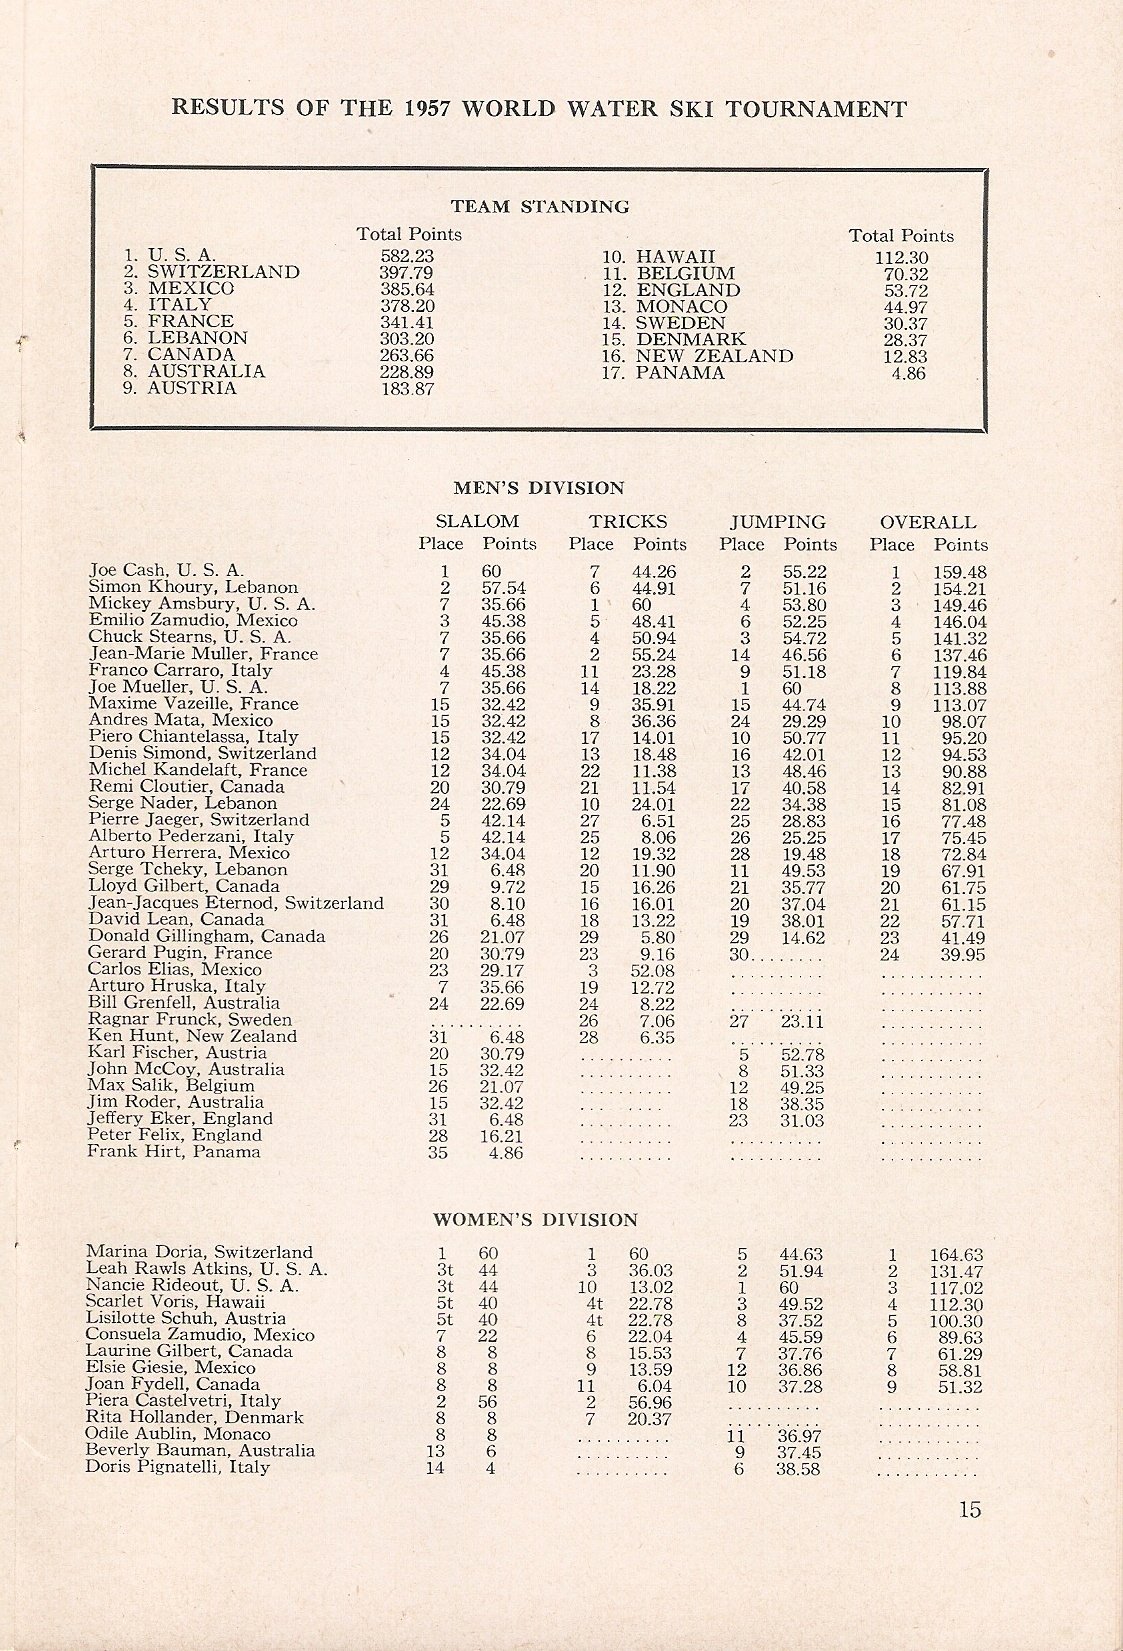 RESULTS OF THE 1957 WORLD WATER SKI TOURNAMENT
TEAM STANDING
Total Points Total Points
1. U. S. A. 582.23 10. HAWAII 112.30
2. SWITZERLAND 397.79 11. BELGIUM 70.32
3. MEXICO 385.64 12. ENGLAND 53.72
4. ITALY 378.20 13. MONACO 44.97
5. FRANCE 341.41 14. SWEDEN 30.37
6. LEBANON 303.20 15. DENMARK 28.37
7. CANADA 263.66 16. NEW ZEALAND 12.83
8. AUSTRALIA 228.89 17. PANAMA 4.86
9. AUSTRIA 183.87
MEN'S DIVISION
SLALOM TRICKS JUMPING OVERALL
Place Points Place Points Place Points Place Points
Joe Cash, U. S. A. 1 60 7 44.26 2 55.22 1 159.48
Simon Khoury, Lebanon 2 57.54 6 44.91 7 51.16 2 154.21
Mickey Amsbury, U. S. A. 7 35.66 1 60 4 53.80 3 149.46
Emilio Zamudio, Mexico 3 45.38 5 48.41 6 52.25 4 146.04
Chuck Stearns, U. S. A. 7 35.66 4 50.94 3 54.72 5 141.32
Jean-Marie Muller, France 7 35.66 2 55.24 14 46.56 6 137.46
Franco Carraro, Italy 4 45.38 11 23.28 9 51.18 7 119.84
Joe Mueller, U. S. A. 7 35.66 14 18.22 1 60 8 113.88
Maxime Vazeille, France 15 32.42 9 35.91 15 44.74 9 113.07
Andres Mata, Mexico 15 32.42 8 36.36 24 29.29 10 98.07
Piero Chiantelassa, Italy 15 32.42 17 14.01 10 50.77 11 95.20
Denis Simond, Switzerland 12 34.04 13 18.48 16 42.01 12 94.53
Michel Kandelaft, France 12 34.04 22 11.38 13 48.46 13 90.88
Remi Cloutier, Canada 20 30.79 21 11.54 17 40.58 14 82.91
Serge Nader, Lebanon 24 22.69 10 24.01 22 34.38 15 81.08
Pierre Jaeger, Switzerland 5 42.14 27 6.51 25 28.83 16 77.48
Alberto Pederzani, Italy 5 42.14 25 8.06 26 25.25 17 75.45
Arturo Herrera, Mexico 12 34.04 12 19.32 28 19.48 18 72.84
Serge Tcheky, Lebanon 31 6.48 20 11.90 11 49.53 19 67.91
Lloyd Gilbert, Canada 29 9.72 15 16.26 21 35.77 20 61.75
Jean-Jacques Eternod, Switzerland 30 8.10 16 16.01 20 37.04 21 61.15
David Lean, Canada 31 6.48 18 13.22 19 38.01 22 57.71
Donald Gillingham, Canada 26 21.07 29 5.80 29 14.62 23 41.49
Gerard Pugin, France 20 30.79 23 9.16 30........ 24 39.95
Carlos Elias, Mexico 23 29.17 3 52.08 .......... ...........
Arturo Hruska, Italy 7 35.66 19 12.72 .......... ...........
Bill Grenfell, Australia 24 22.69 24 8.22 .......... ...........
Ragnar Frunck, Sweden .......... 26 7.06 27 23.11 ...........
Ken Hunt, New Zealand 31 6.48 28 6.35 .......... ...........
Karl Fischer, Austria 20 30.79 .......... 5 52.78 ...........
John McCoy, Australia 15 32.42 .......... 8 51.33 ...........
Max Salik, Belgium 26 21.07 .......... 12 49.25 ...........
Jim Roder, Australia 15 32.42 ......... 18 38.35 ...........
Jeffery Eker, England 31 6.48 .......... 23 31.03 ...........
Peter Felix, England 28 16.21 .......... .......... ...........
Frank Hirt, Panama 35 4.86 .......... .......... ...........
WOMEN'S DIVISION
Marina Doria, Switzerland 1 60 1 60 5 44.63 1 164.63
Leah Rawls Atkins, U. S. A. 3t 44 3 36.03 2 51.94 2 131.47
Nancie Rideout, U. S. A. 3t 44 10 13.02 1 60 3 117.02
Scarlet Voris, Hawaii 5t 40 4t 22.78 3 49.52 4 112.30
Lisilotte Schuh, Austria 5t 40 4t 22.78 8 37.52 5 100.30
Consuela Zamudio, Mexico 7 22 6 22.04 4 45.59 6 89.63
Laurine Gilbert, Canada 8 8 8 15.53 7 37.76 7 61.29
Elsie Giesie, Mexico 8 8 9 13.59 12 36.86 8 58.81
Joan Fydell, Canada 8 8 11 6.04 10 37.28 9 51.32
Piera Castelvetri, Italy 2 56 2 56.96 .......... ...........
Rita Hollander, Denmark 8 8 7 20.37 .......... ...........
Odile Aublin, Monaco 8 8 .......... 11 36.97 ...........
Beverly Bauman, Australia 13 6 .......... 9 37.45 ...........
Doris Pignatelli, Italy 14 4 .......... 6 38.58 ...........
15